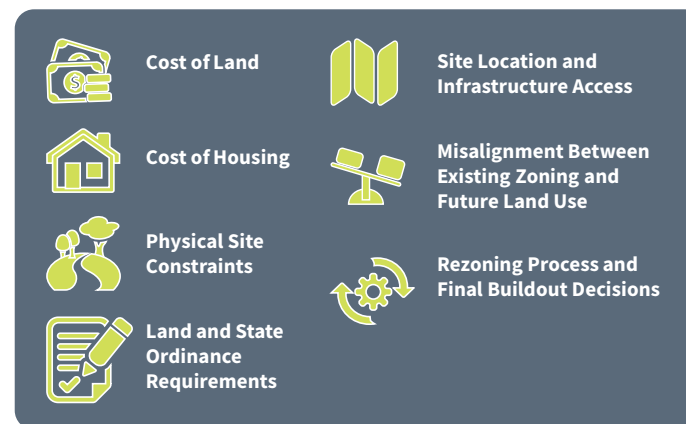 Cost of Land
Cost of Housing
Physical Site
Constraints
Land and State
Ordinance
Requirements
Site Location and
Infrastructure Access
Misalignment Between
Existing Zoning and
Future Land Use
Rezoning Process and
Final Buildout Decisions
$